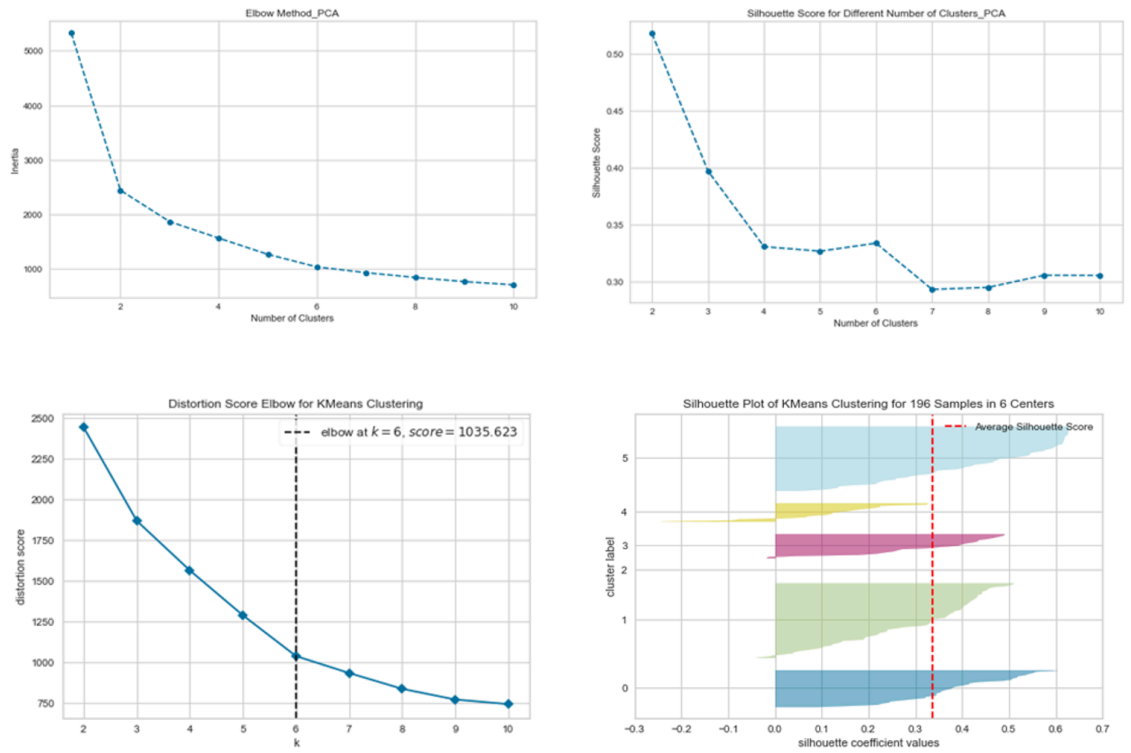 Elbow Method_PCA
5000
4000
3000
2000
1000
Inertia
2 4 6 8 10
Number of Clusters
Silhouette Score for Different Number of Clusters_PCA
0.50
0.45
0.40
0.35
0.30
Silhouette Score
2 3 4 5 6 7 8 9 10
Number of Clusters
Distortion Score Elbow for KMeans Clustering
elbow at k = 6, score = 1035.623
2500
2250
2000
1750
1500
1250
1000
750
distortion score
2 3 4 5 6 7 8 9 10
k
Silhouette Plot of KMeans Clustering for 196 Samples in 6 Centers
Average Silhouette Score
5
4
3
2
1
0
cluster label
−0.3 −0.2 −0.1 0.0 0.1 0.2 0.3 0.4 0.5 0.6 0.7
silhouette coefficient values